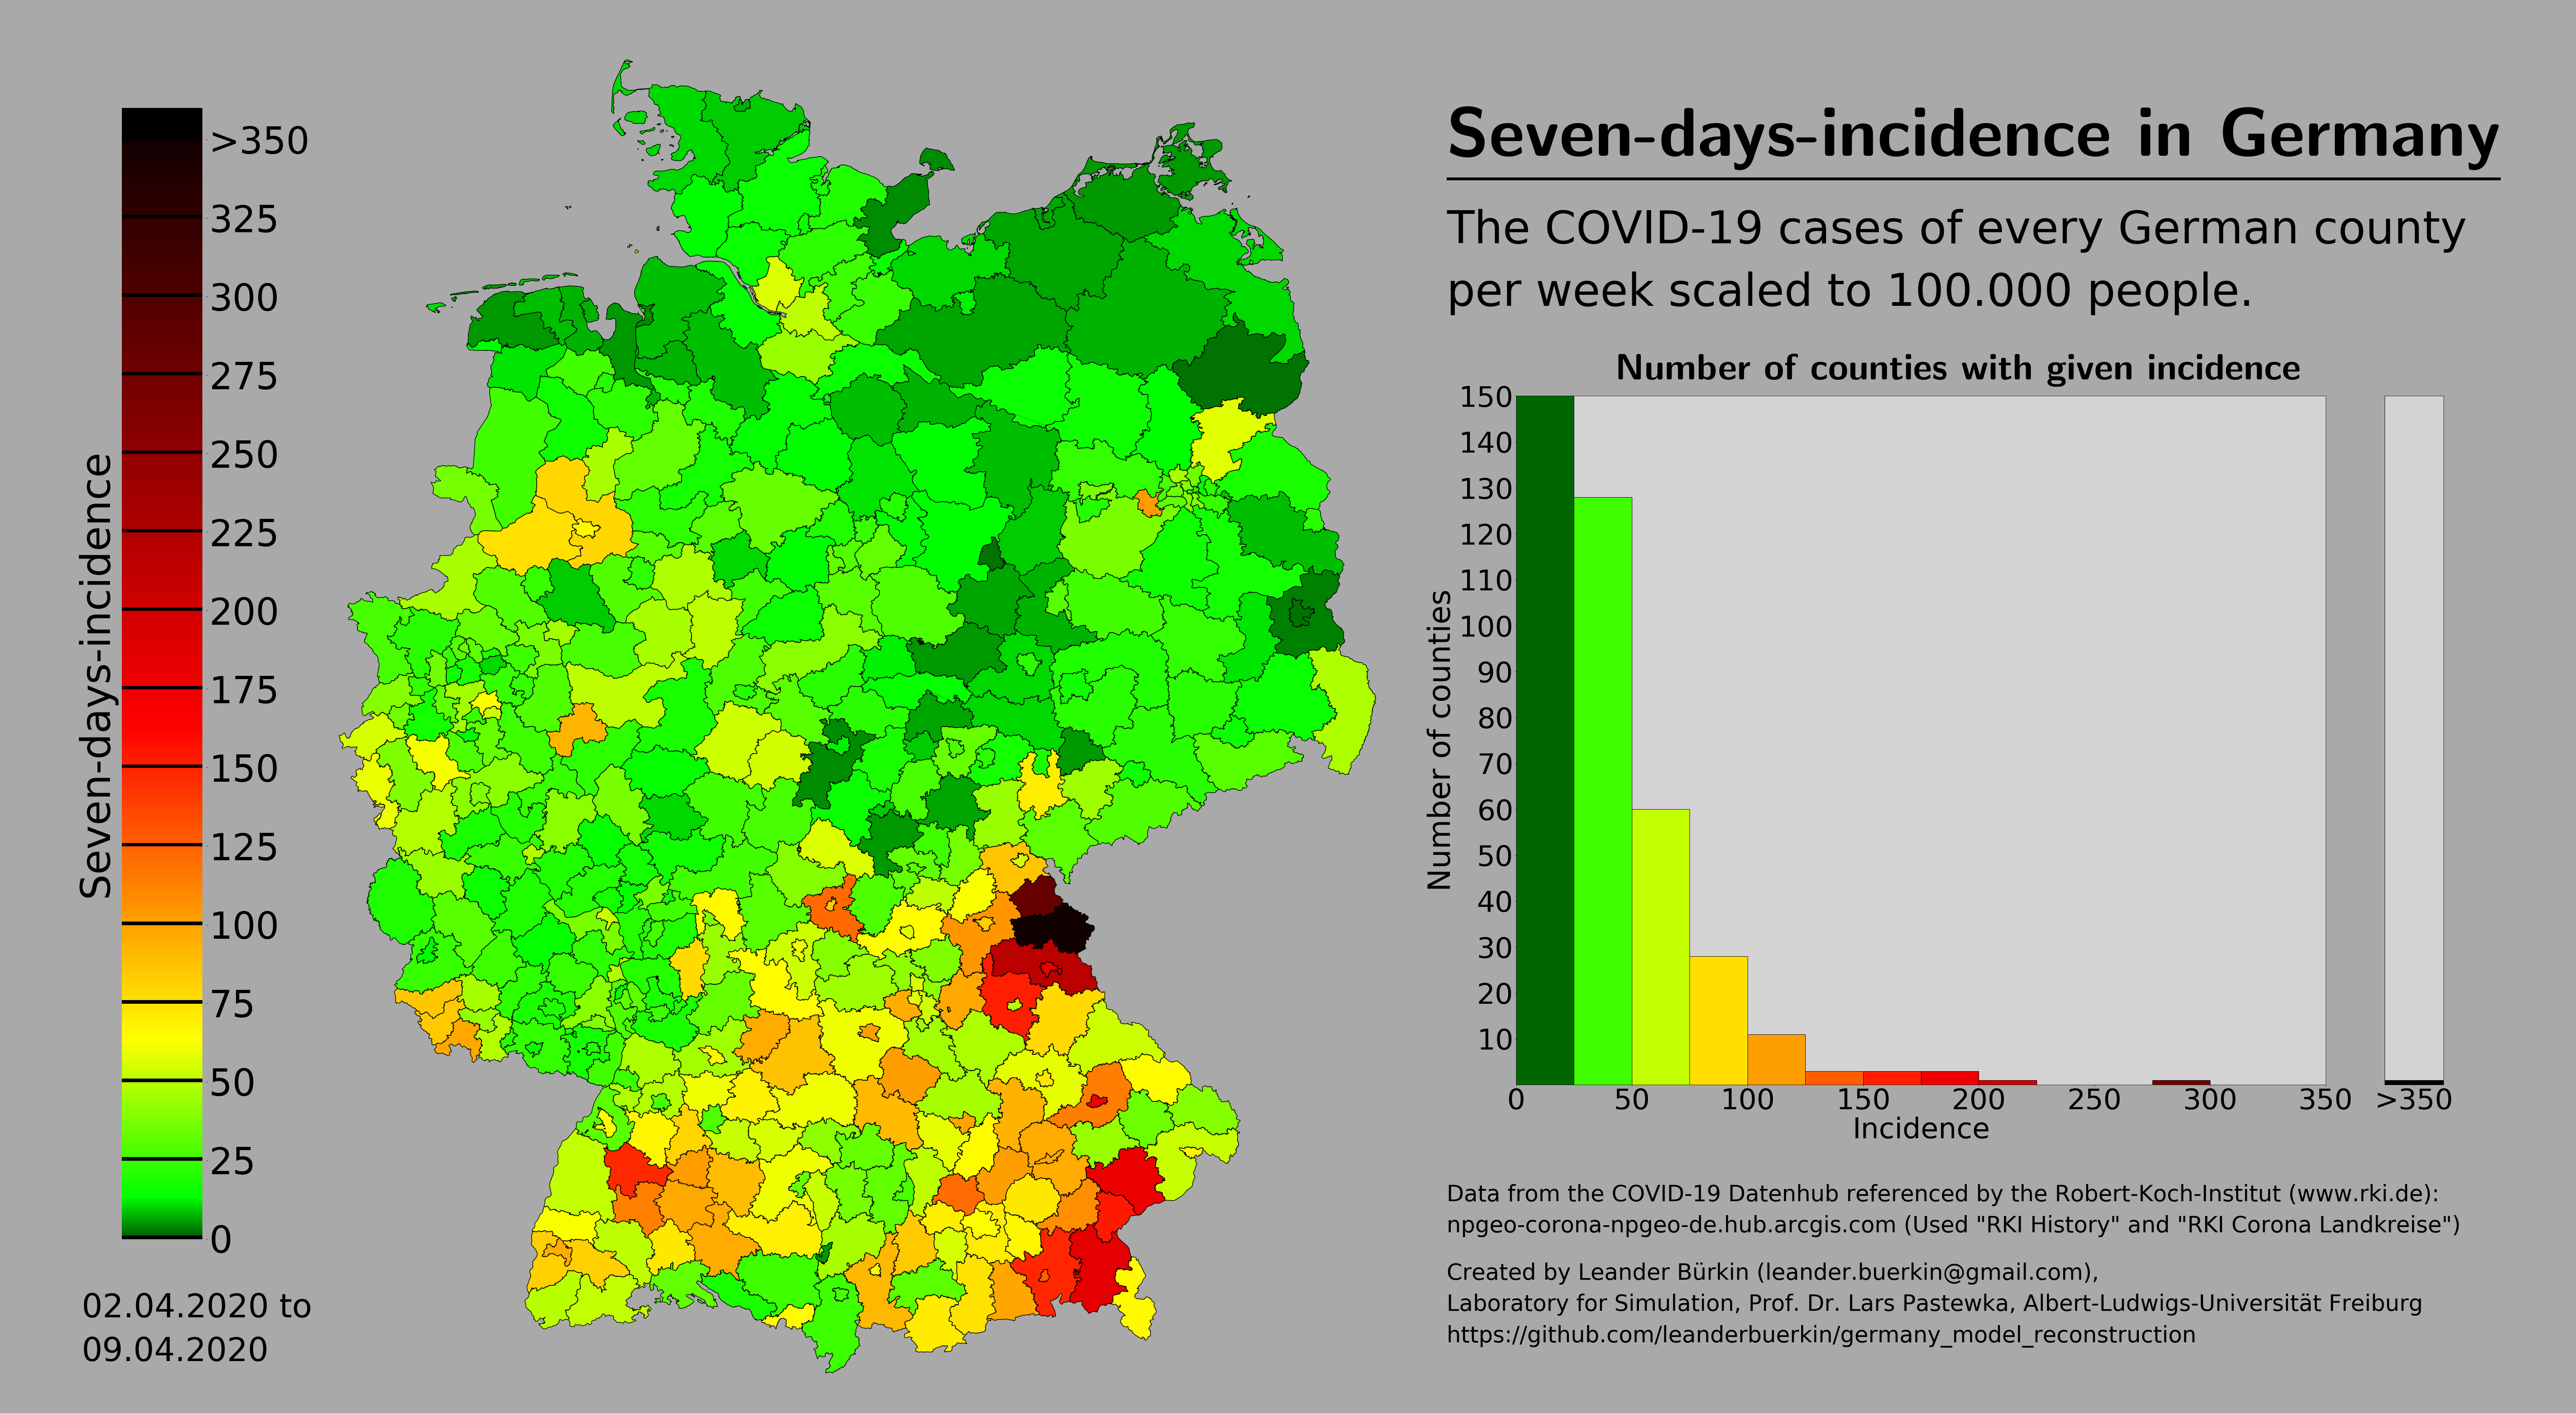 Seven-days-incidence in Germany
The COVID-19 cases of every German county
per week scaled to 100.000 people.
Seven-days-incidence
>350
325
300
275
250
225
200
175
150
125
100
75
50
25
0
02.04.2020 to
09.04.2020
Number of counties with given incidence
Number of counties
150
140
130
120
110
100
90
80
70
60
50
40
30
20
10
0 50 100 150 200 250 300 350 >350
Incidence
Data from the COVID-19 Datenhub referenced by the Robert-Koch-Institut (www.rki.de):
npgeo-corona-npgeo-de.hub.arcgis.com (Used "RKI History" and "RKI Corona Landkreise")
Created by Leander Bürkin (leander.buerkin@gmail.com),
Laboratory for Simulation, Prof. Dr. Lars Pastewka, Albert-Ludwigs-Universität Freiburg
https://github.com/leanderbuerkin/germany_model_reconstruction